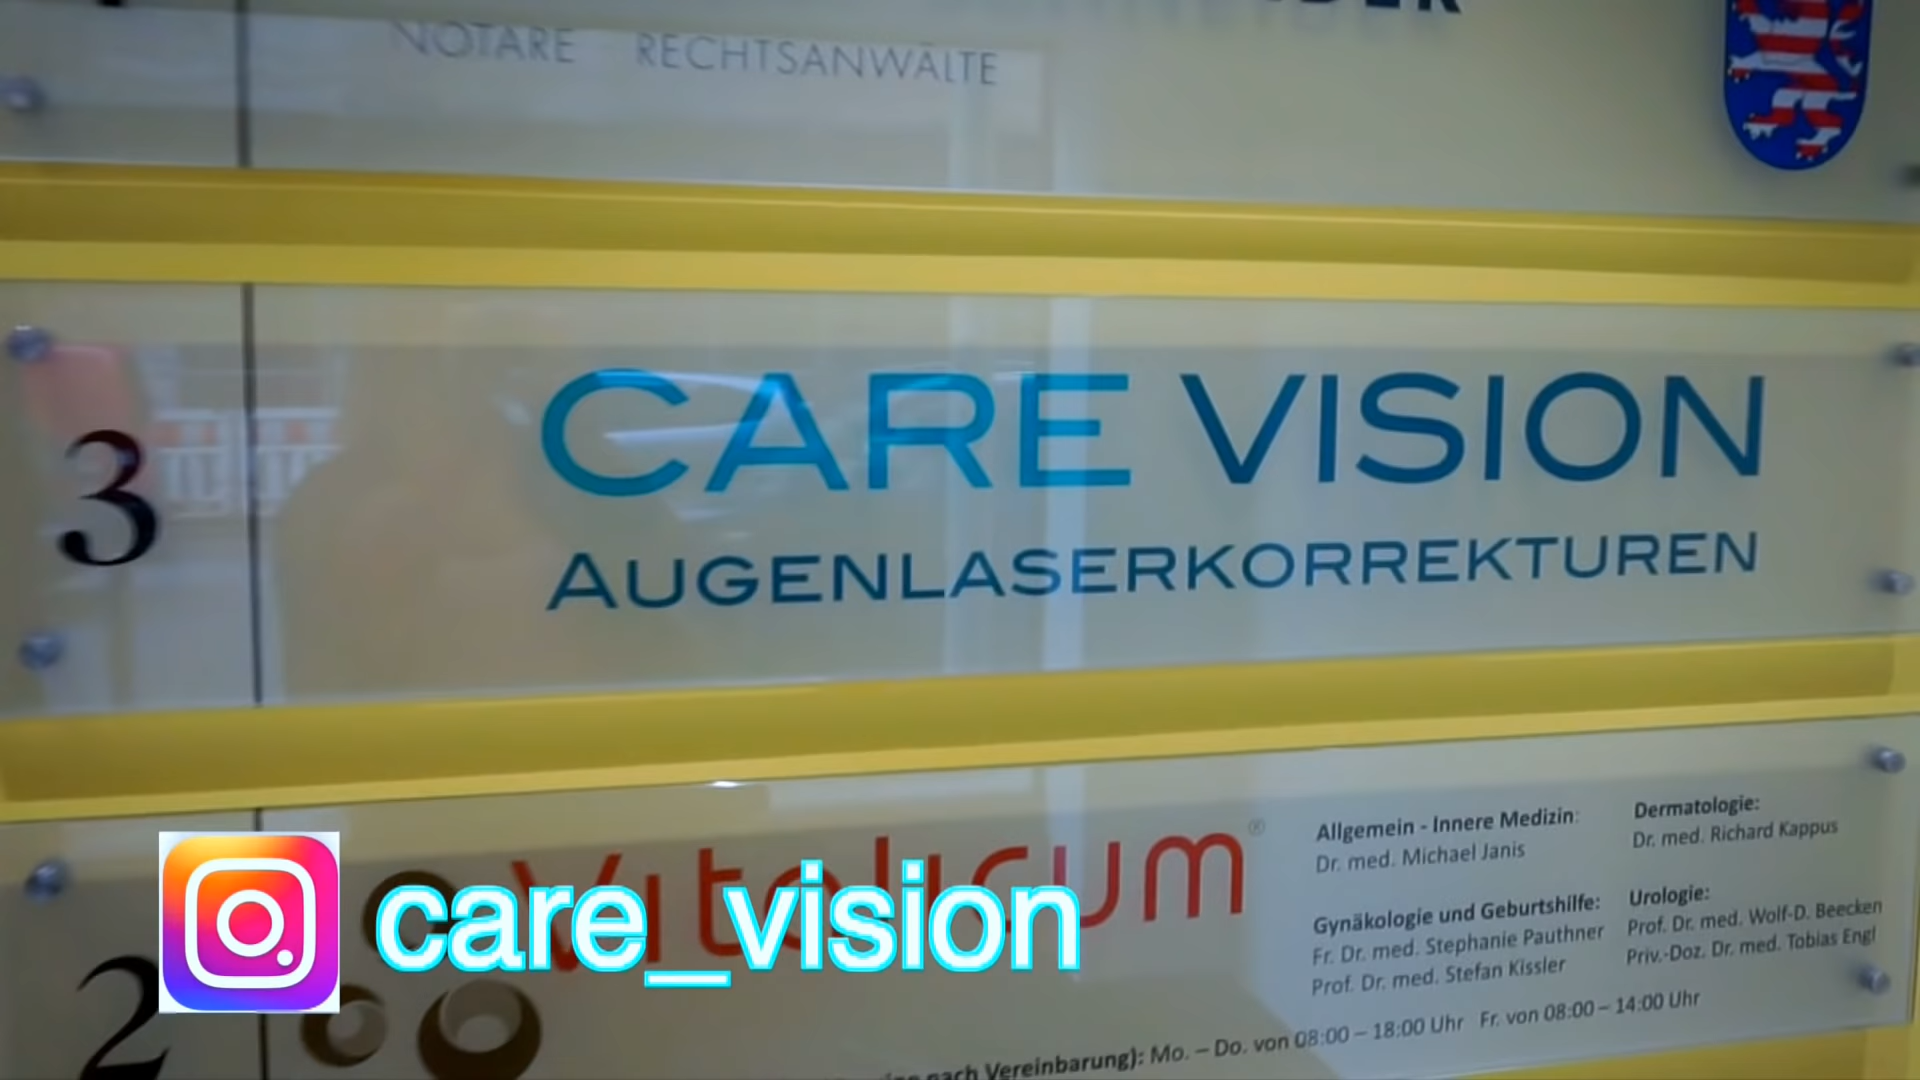 NOTARE RECHTSANWÄLTE
3
CARE VISION
AUGENLASERKORREKTUREN
2
Vitalicum®
care_vision
Allgemein - Innere Medizin:
Dr. med. Michael Janis
Gynäkologie und Geburtshilfe:
Fr. Dr. med. Stephanie Pauthner
Prof. Dr. med. Stefan Kissler
Dermatologie:
Dr. med. Richard Kappus
Urologie:
Prof. Dr. med. Wolf-D. Beecken
Priv.-Doz. Dr. med. Tobias Engl
nach Vereinbarung): Mo. – Do. von 08:00 – 18:00 Uhr Fr. von 08:00 – 14:00 Uhr